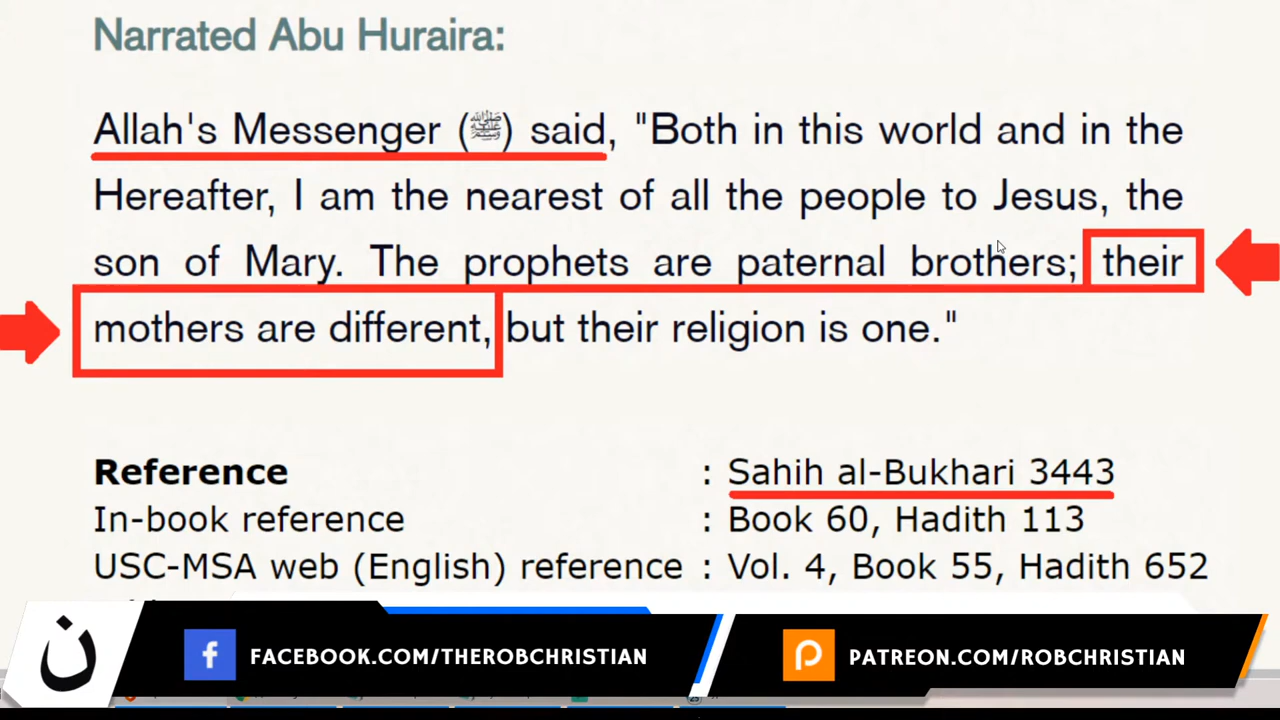 Narrated Abu Huraira:
Allah's Messenger (ﷺ) said, "Both in this world and in the
Hereafter, I am the nearest of all the people to Jesus, the
son of Mary. The prophets are paternal brothers; their
mothers are different, but their religion is one."
Reference : Sahih al-Bukhari 3443
In-book reference : Book 60, Hadith 113
USC-MSA web (English) reference : Vol. 4, Book 55, Hadith 652
ن
f FACEBOOK.COM/THEROBCHRISTIAN
PATREON.COM/ROBCHRISTIAN